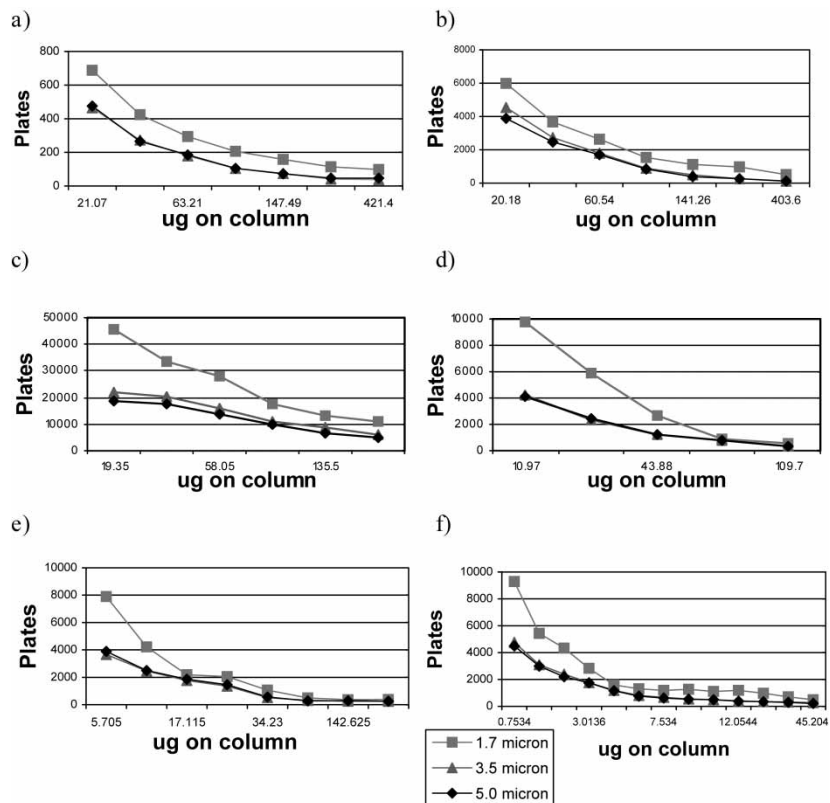 a)
800
600
400
200
0
Plates
21.07 63.21 147.49 421.4
ug on column
b)
8000
6000
4000
2000
0
Plates
20.18 60.54 141.26 403.6
ug on column
c)
50000
40000
30000
20000
10000
0
Plates
19.35 58.05 135.5
ug on column
d)
10000
8000
6000
4000
2000
0
Plates
10.97 43.88 109.7
ug on column
e)
10000
8000
6000
4000
2000
0
Plates
5.705 17.115 34.23 142.625
ug on column
f)
10000
8000
6000
4000
2000
0
Plates
0.7534 3.0136 7.534 12.0544 45.204
ug on column
1.7 micron
3.5 micron
5.0 micron